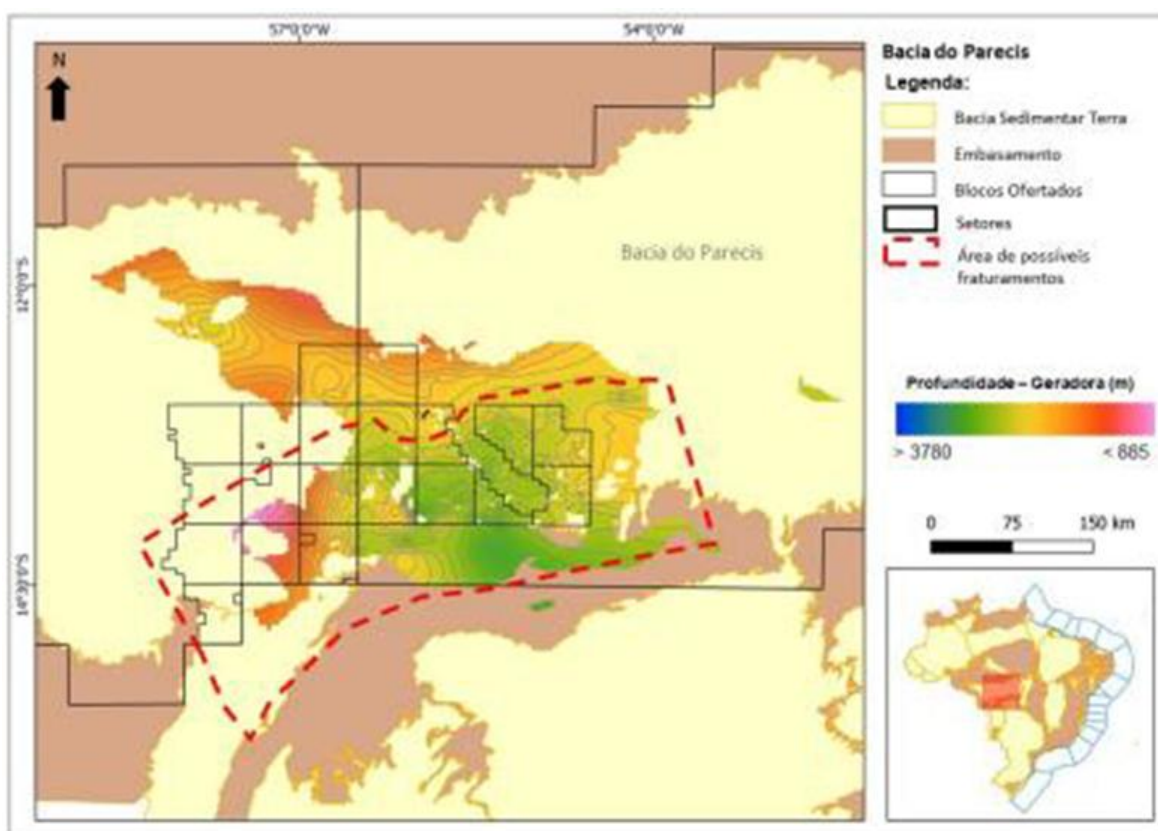 57°0'0"W
54°0'0"W
N
12°0'0"S
14°30'0"S
Bacia do Parecis
Bacia do Parecis
Legenda:
Bacia Sedimentar Terra
Embasamento
Blocos Ofertados
Setores
Área de possíveis
fraturamentos
Profundidade – Geradora (m)
> 3780
< 885
0 75 150 km